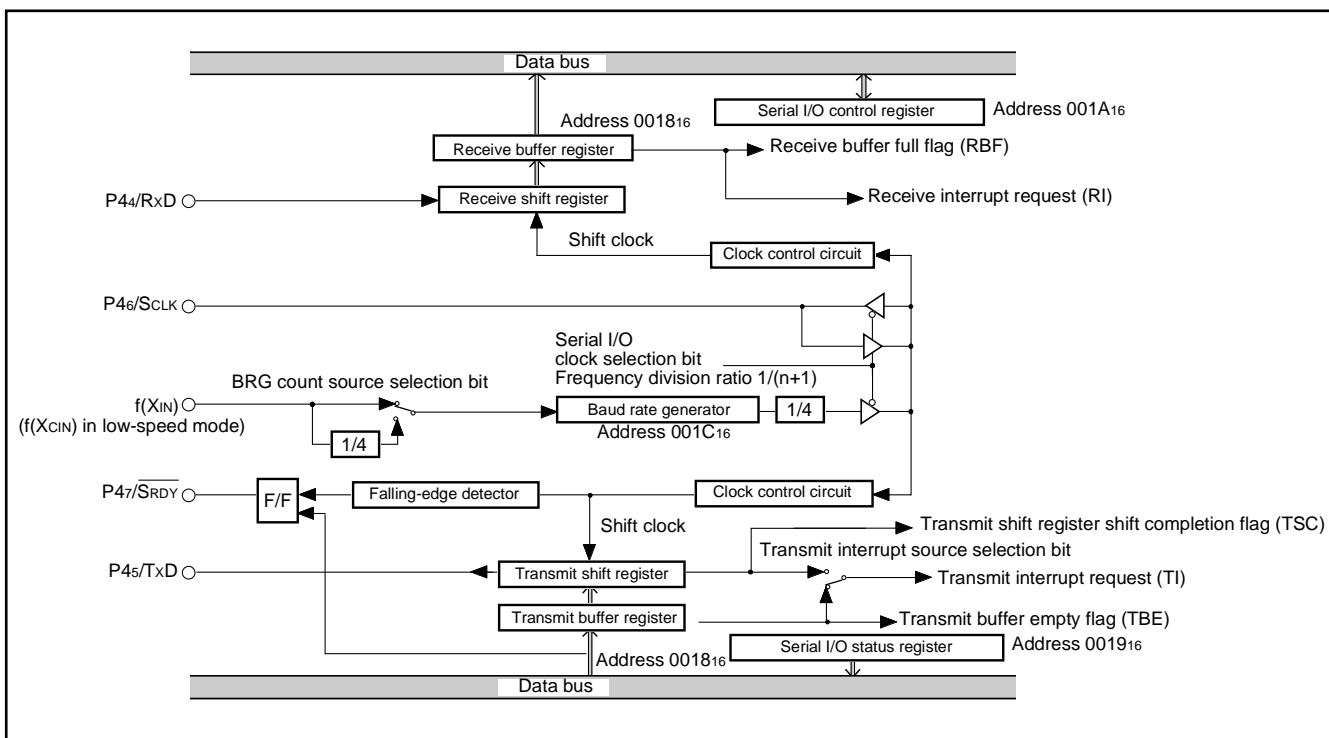 Data bus
Serial I/O control register
Address 001A16
Address 001816
Receive buffer register
Receive buffer full flag (RBF)
P44/RXD
Receive shift register
Receive interrupt request (RI)
Shift clock
Clock control circuit
P46/SCLK
Serial I/O
clock selection bit
Frequency division ratio 1/(n+1)
BRG count source selection bit
f(XIN)
(f(XCIN) in low-speed mode)
1/4
Baud rate generator
1/4
Address 001C16
P47/SRDY
F/F
Falling-edge detector
Clock control circuit
Shift clock
Transmit shift register shift completion flag (TSC)
Transmit interrupt source selection bit
P45/TXD
Transmit shift register
Transmit interrupt request (TI)
Transmit buffer register
Transmit buffer empty flag (TBE)
Serial I/O status register
Address 001916
Address 001816
Data bus